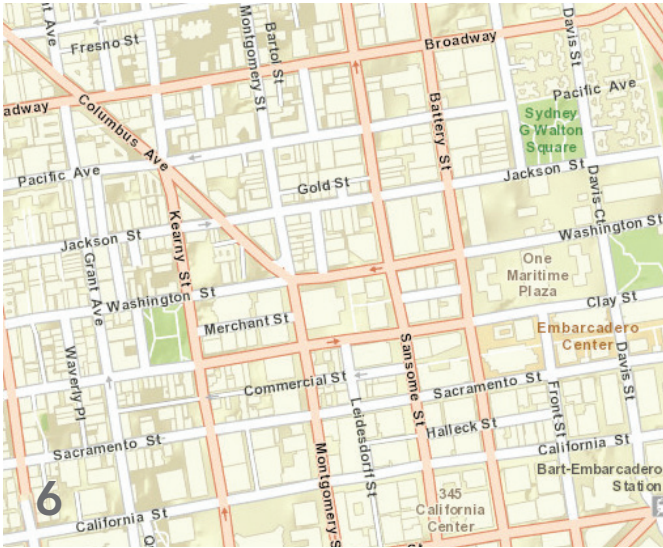 nt Ave
Fresno St
Montgomery St
Bartol St
Broadway
Davis St
adway
Columbus Ave
Battery St
Pacific Ave
Sydney
G Walton
Square
Pacific Ave
Gold St
Jackson St
Jackson St
Kearny St
Grant Ave
Davis Ct
Washington St
Washington St
One
Maritime
Plaza
Clay St
Merchant St
Embarcadero
Center
Sansome St
Waverly Pl
Commercial St
Sacramento St
Davis St
Leidesdorff St
Front St
Halleck St
Sacramento St
California St
Montgomery S
Bart-Embarcadero
Station
6
345
California
Center
California St